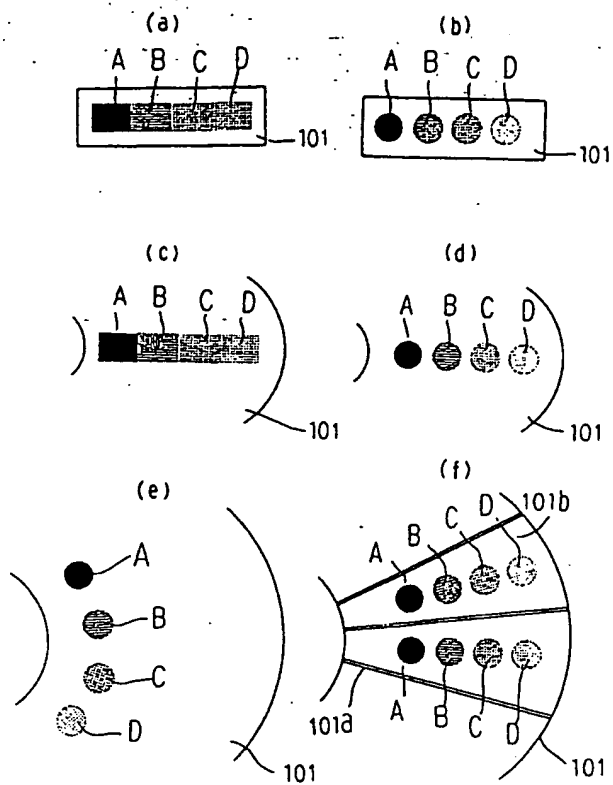 (a)
A B C D
101
(b)
A B C D
101
(c)
A B C D
101
(d)
A B C D
101
(e)
A
B
C
D
101
(f)
A B C D 101b
101a A B C D 101